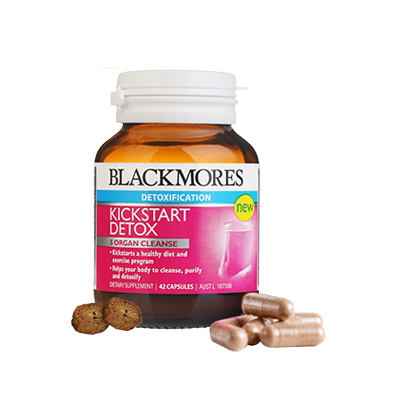 BLACKMORES
DETOXIFICATION
new
KICKSTART
DETOX
5 ORGAN CLEANSE
• Kickstarts a healthy diet and
exercise program
• Helps your body to cleanse, purify
and detoxify
DIETARY SUPPLEMENT
42 CAPSULES
AUST L 187108